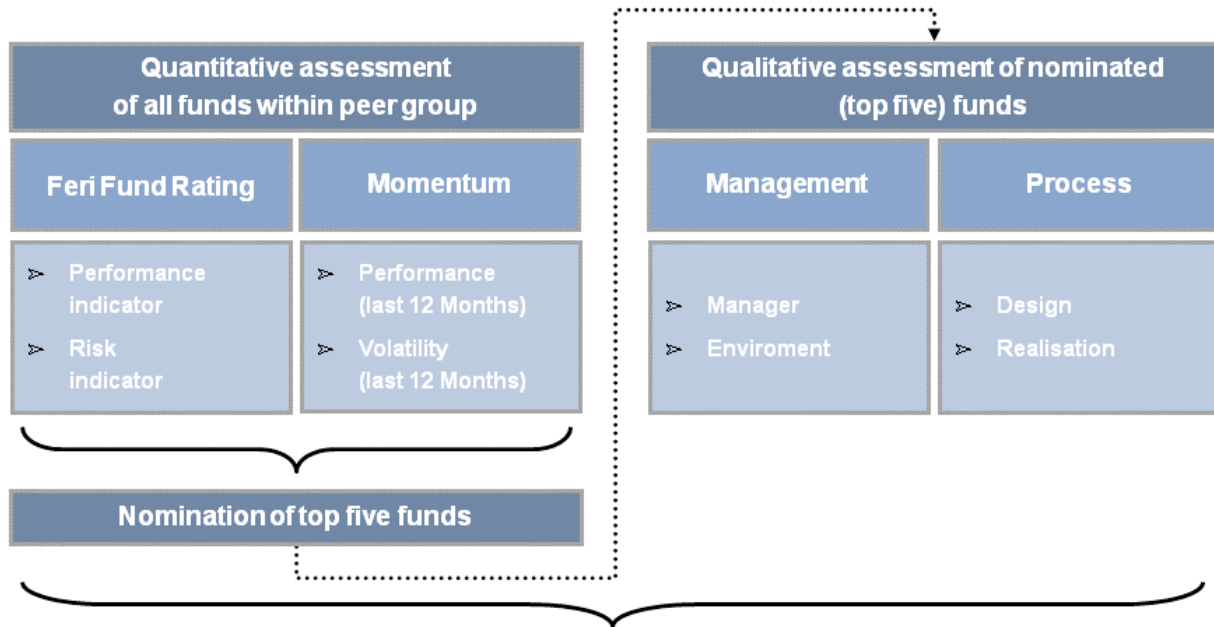 Quantitative assessment
of all funds within peer group
Feri Fund Rating
Momentum
Performance
indicator
Risk
indicator
Performance
(last 12 Months)
Volatility
(last 12 Months)
Nomination of top five funds
Qualitative assessment of nominated
(top five) funds
Management
Process
Manager
Enviroment
Design
Realisation